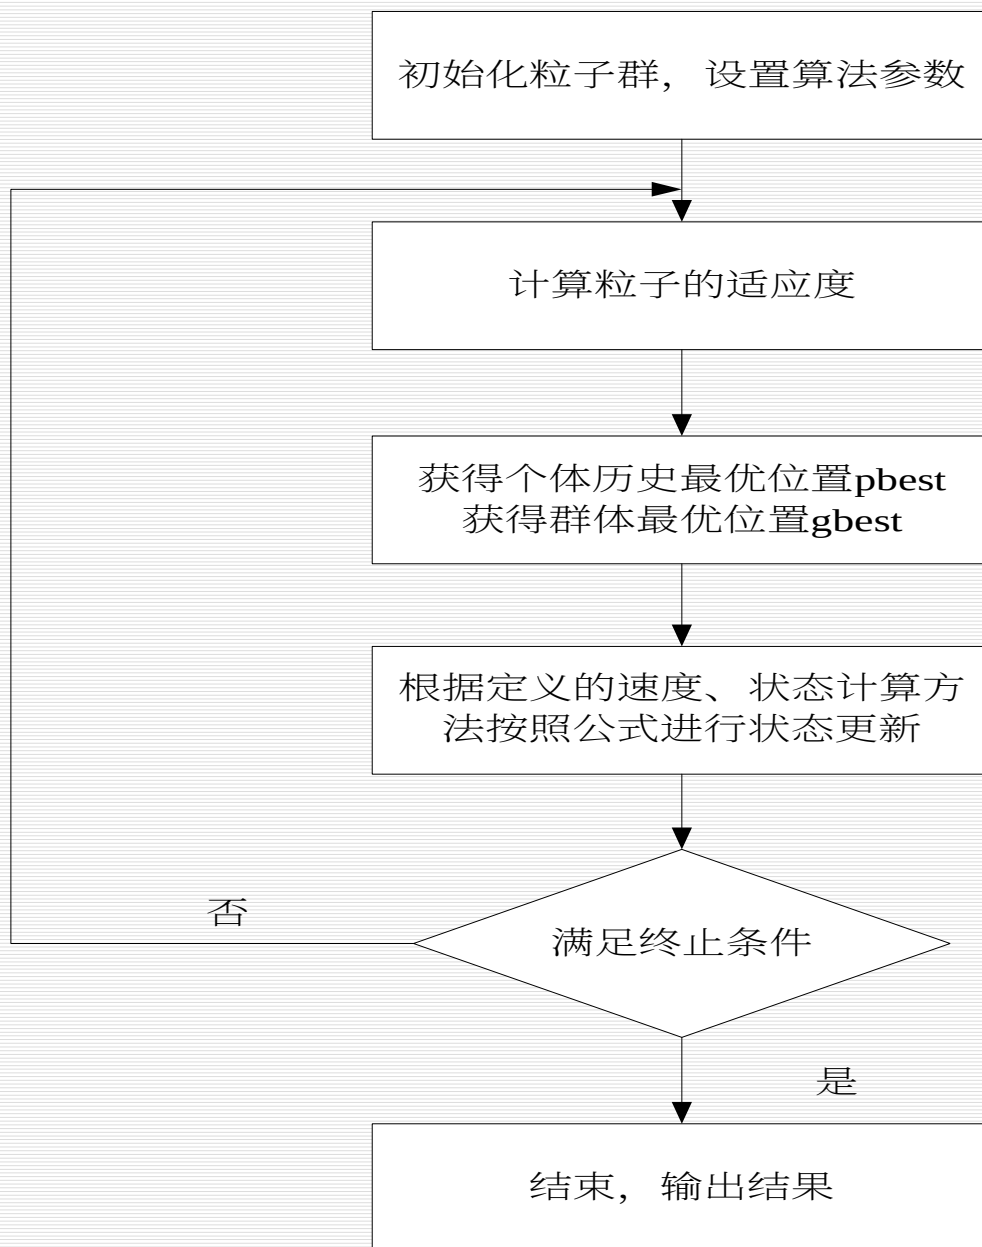 初始化粒子群，设置算法参数
计算粒子的适应度
获得个体历史最优位置pbest
获得群体最优位置gbest
根据定义的速度、状态计算方
法按照公式进行状态更新
否
满足终止条件
是
结束，输出结果